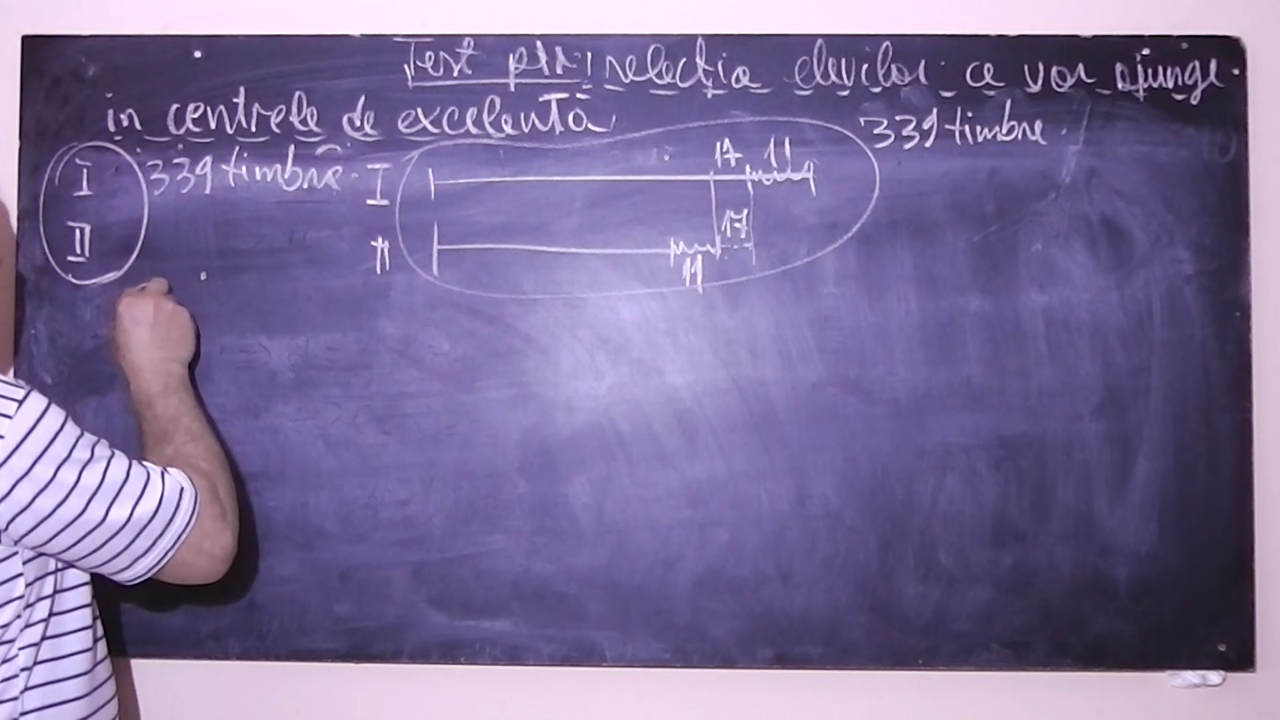 Test ptr. selecția elevilor ce vor ajunge
in centrele de excelență
339 timbre
I 339 timbre. I 17 11
II II 17
11